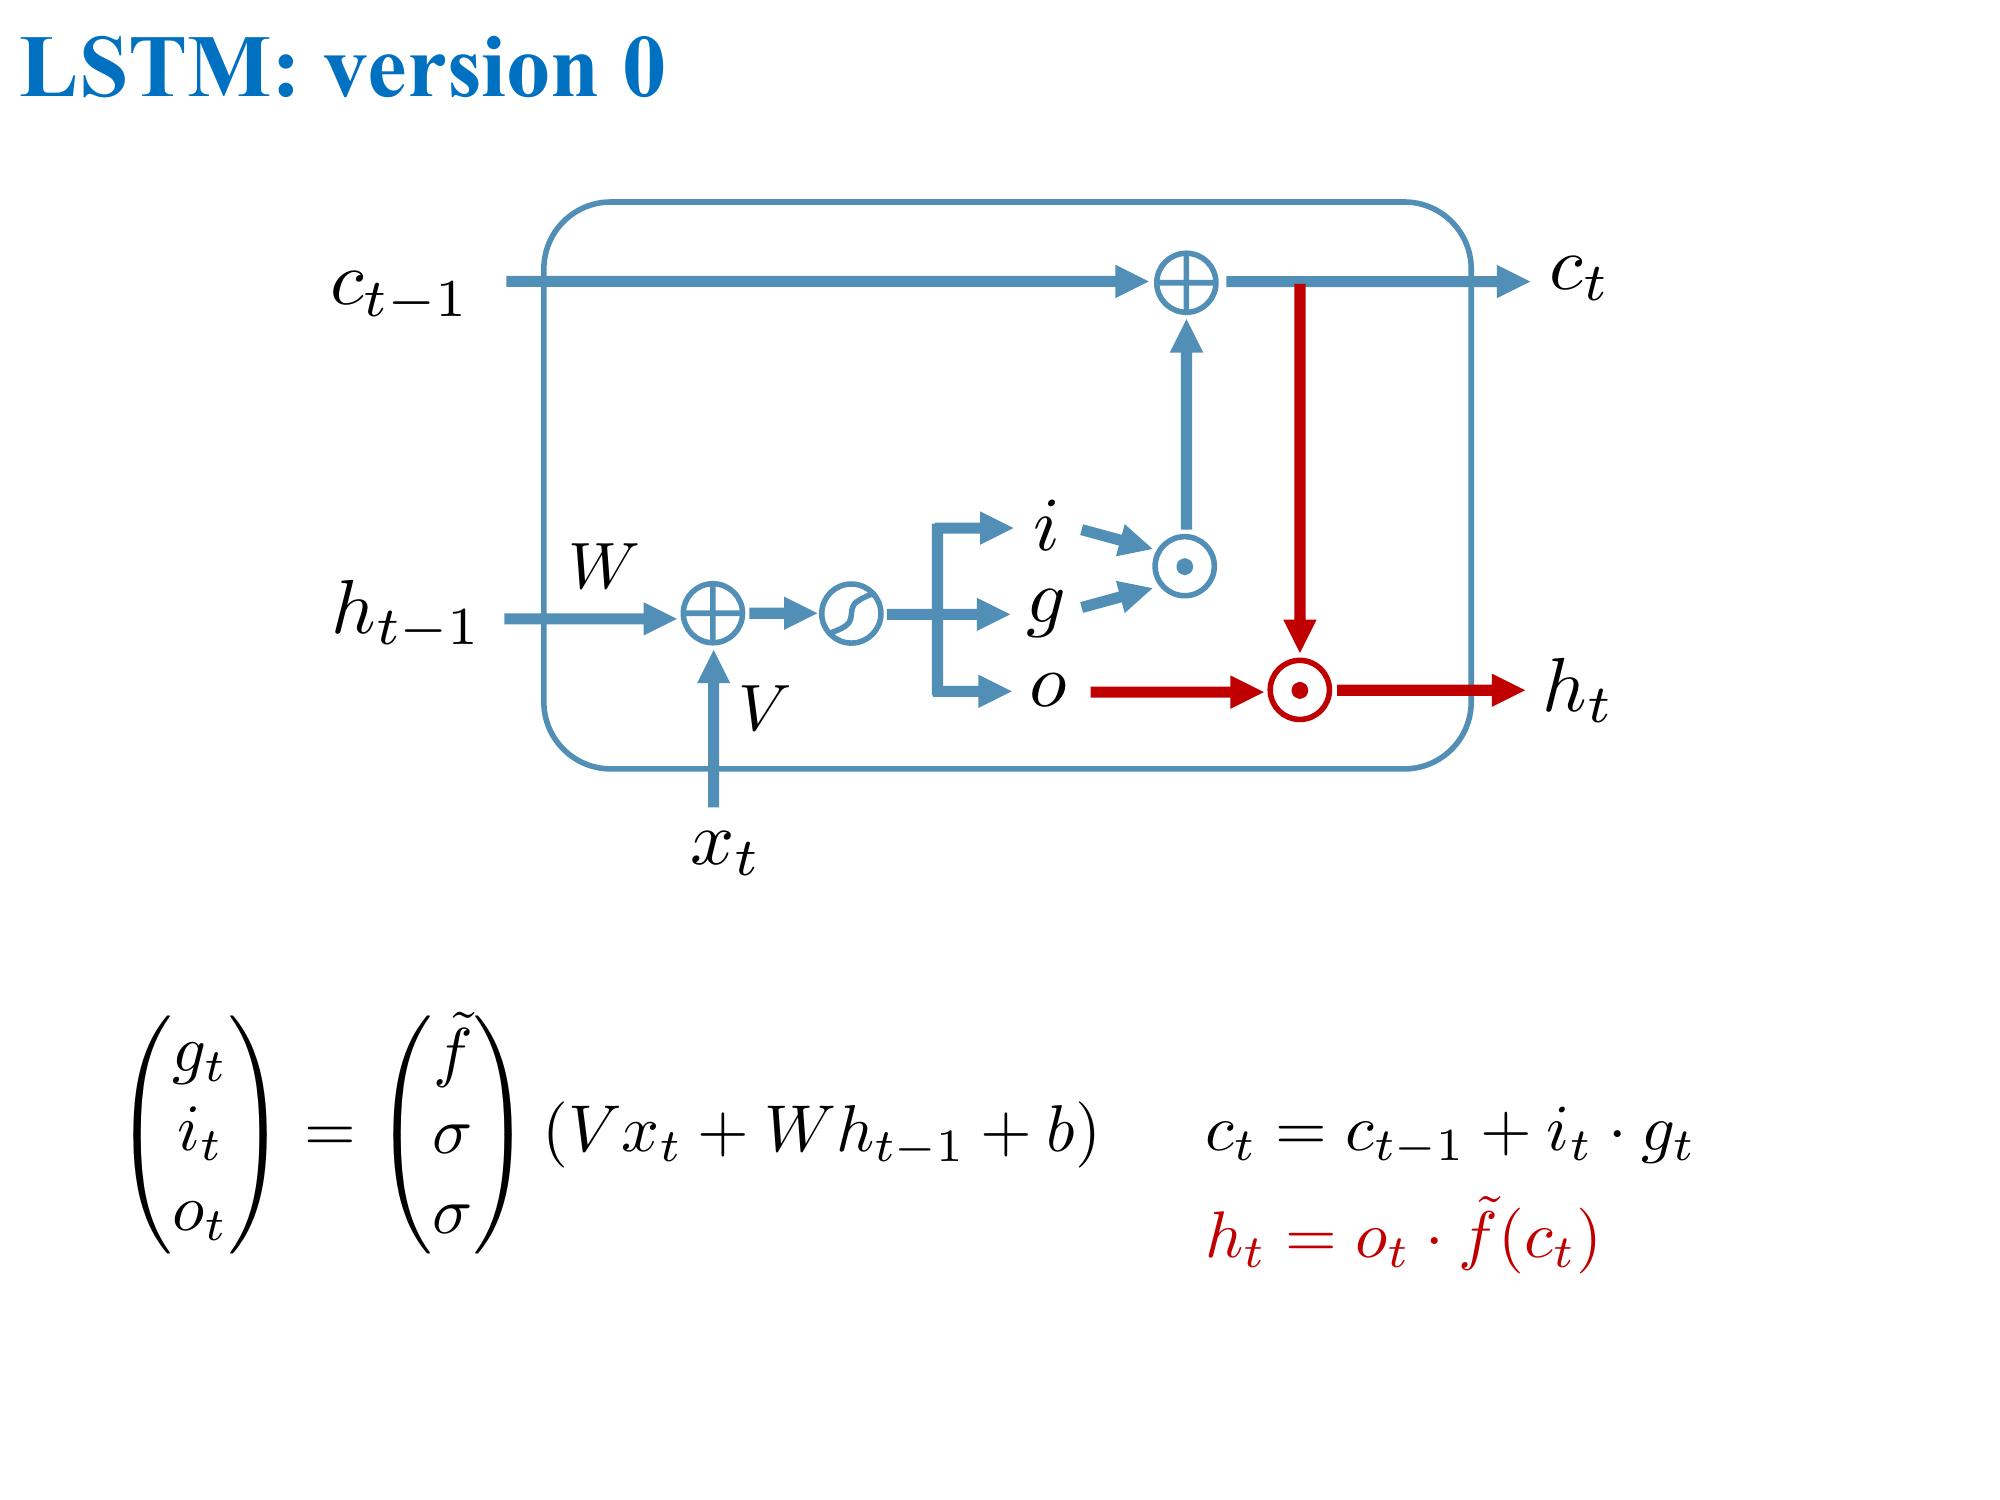 LSTM: version 0
c_{t-1}
c_t
i
W
g
h_{t-1}
o
h_t
V
x_t
\begin{pmatrix} g_t \\ i_t \\ o_t \end{pmatrix} = \begin{pmatrix} \tilde{f} \\ \sigma \\ \sigma \end{pmatrix} (Vx_t + Wh_{t-1} + b)
c_t = c_{t-1} + i_t \cdot g_t
h_t = o_t \cdot \tilde{f}(c_t)